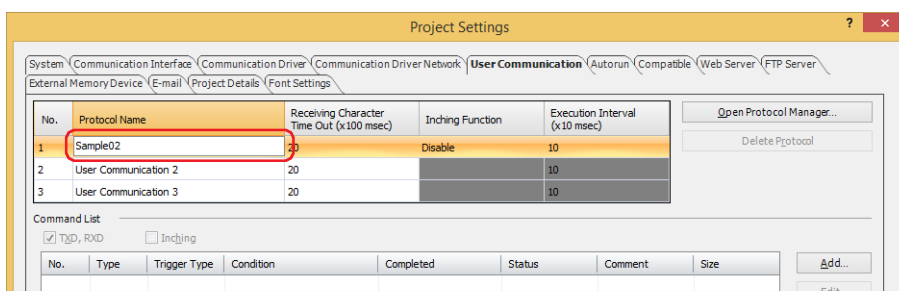 Project Settings
? ×
System Communication Interface Communication Driver Communication Driver Network User Communication Autorun Compatible Web Server FTP Server
External Memory Device E-mail Project Details Font Settings
No. Protocol Name Receiving Character Time Out (x100 msec) Inching Function Execution Interval (x10 msec)
Open Protocol Manager...
1 Sample02 20 Disable 10
Delete Protocol
2 User Communication 2 20 10
3 User Communication 3 20 10
Command List
TXD, RXD Inching
No. Type Trigger Type Condition Completed Status Comment Size
Add...
Edit